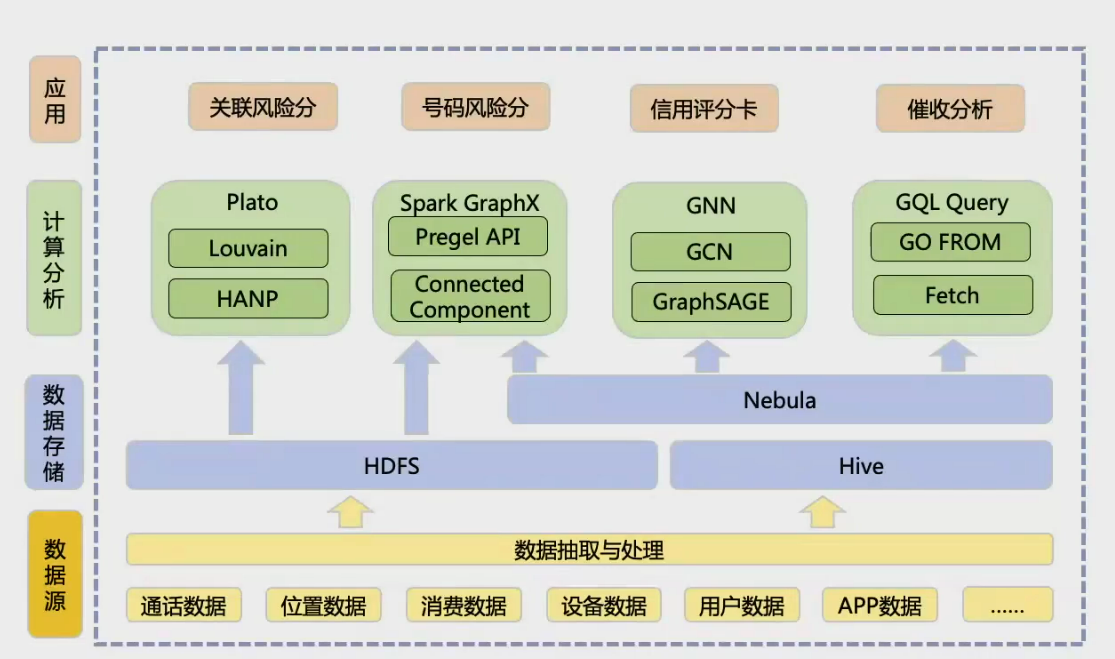 应用
关联风险分
号码风险分
信用评分卡
催收分析
计算分析
Plato
Louvain
HANP
Spark GraphX
Pregel API
Connected
Component
GNN
GCN
GraphSAGE
GQL Query
GO FROM
Fetch
数据存储
Nebula
HDFS
Hive
数据源
数据抽取与处理
通话数据
位置数据
消费数据
设备数据
用户数据
APP数据
......